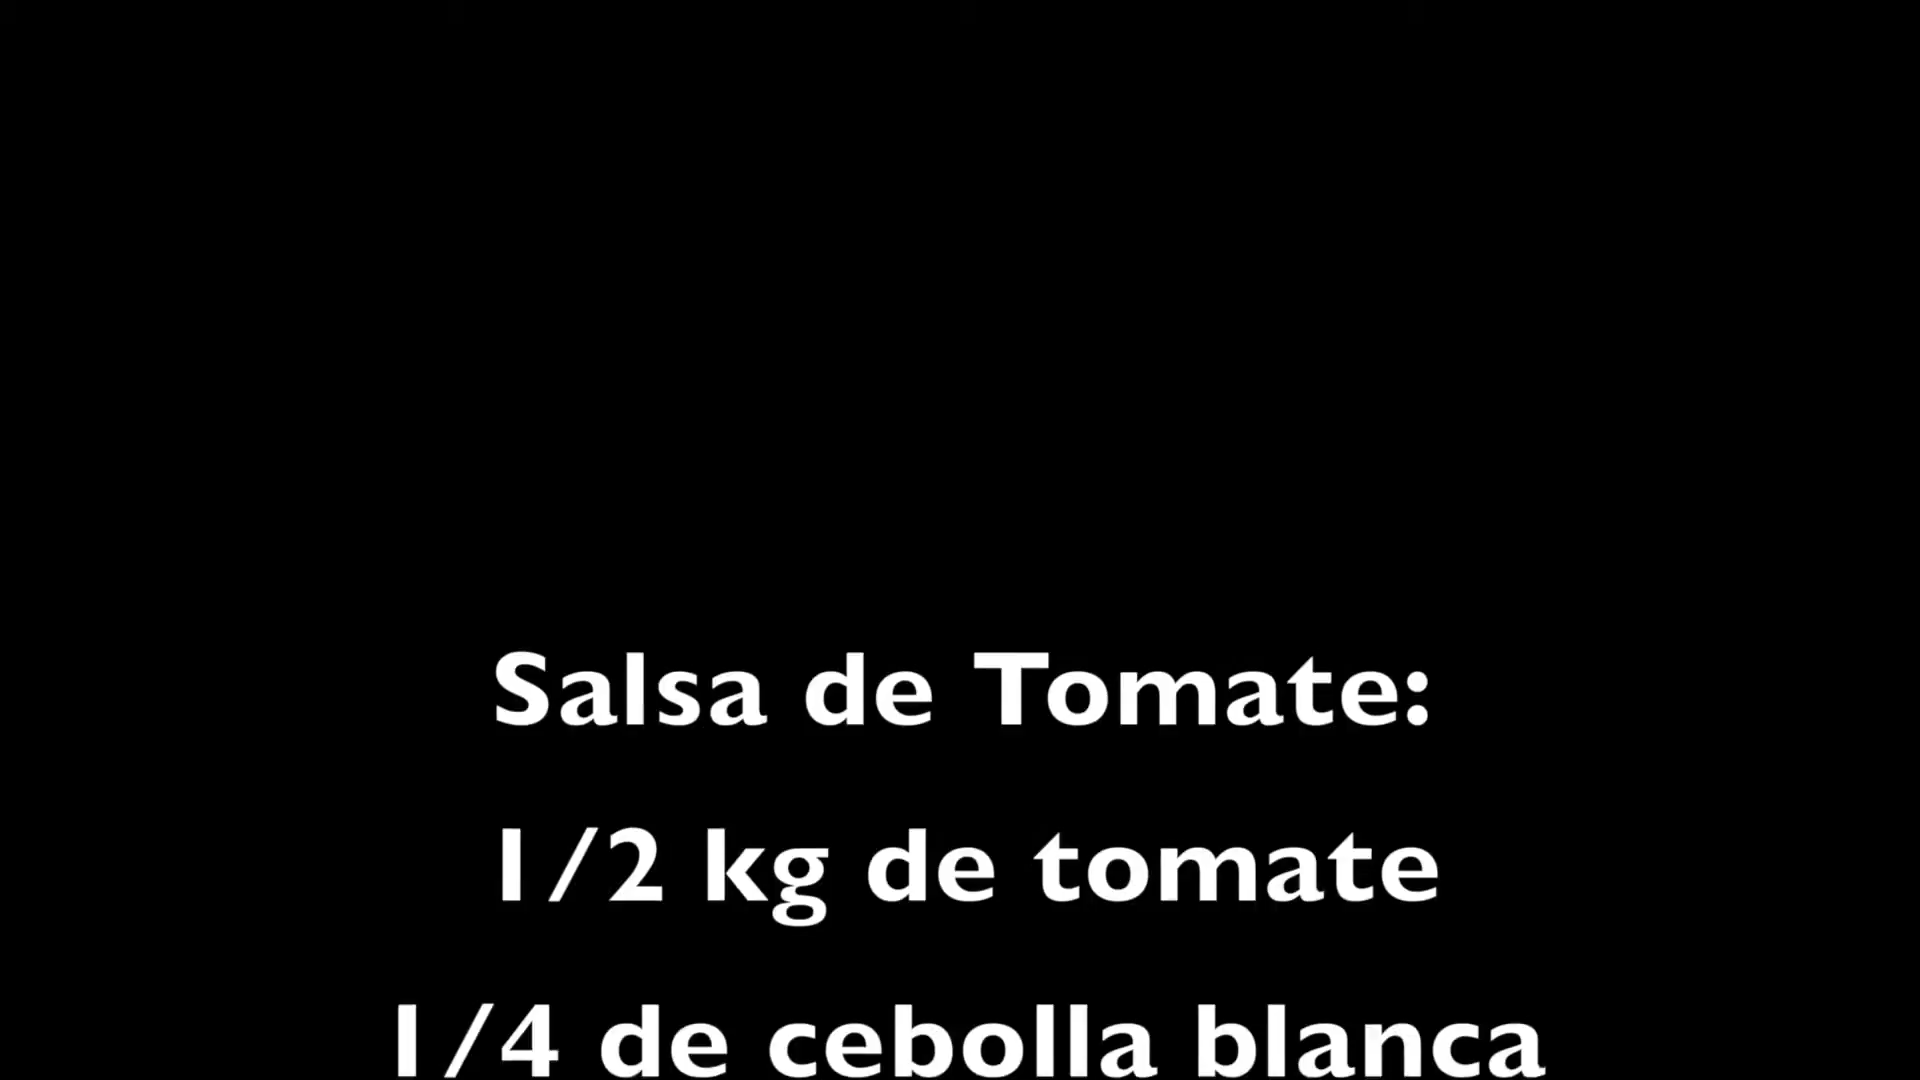 Salsa de Tomate:
1/2 kg de tomate
1/4 de cebolla blanca